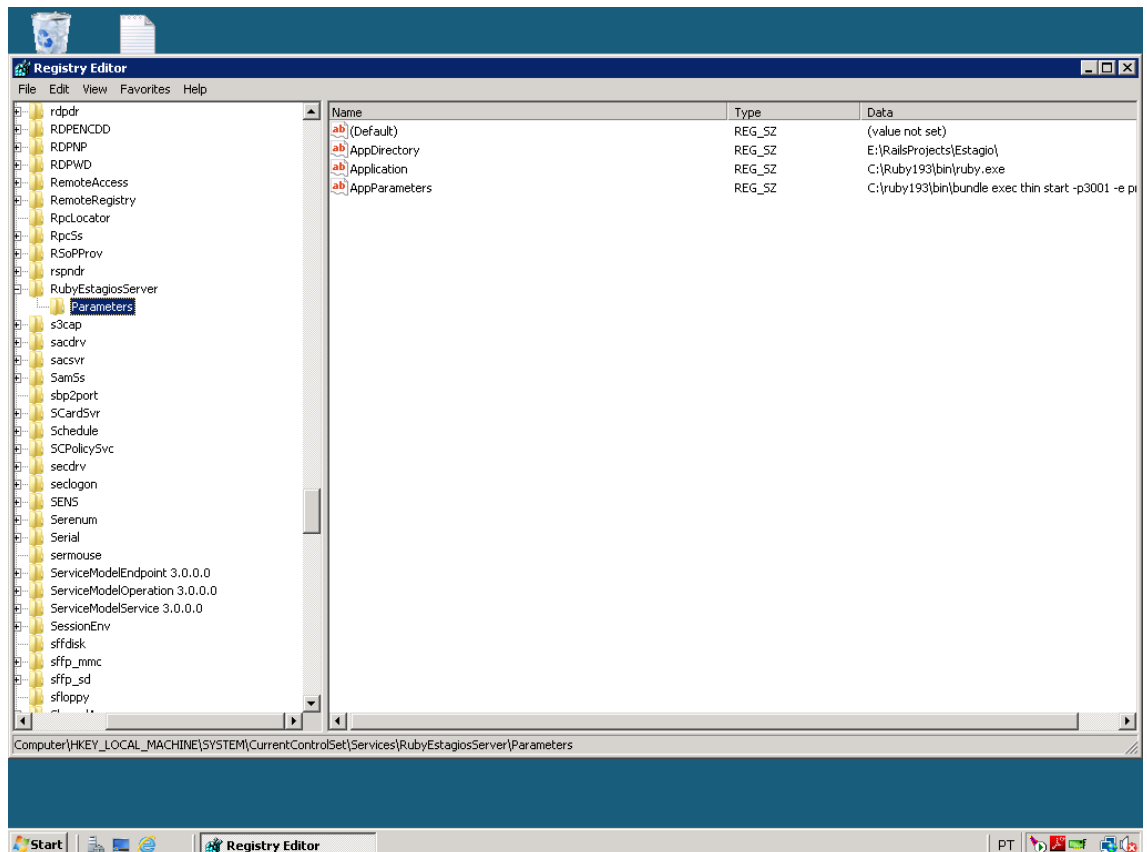 Registry Editor
File Edit View Favorites Help
rdpdr
RDPENCDD
RDPNP
RDPWD
RemoteAccess
RemoteRegistry
RpcLocator
RpcSs
RSoPProv
rspndr
RubyEstagiosServer
Parameters
s3cap
sacdrv
sacsvr
SamSs
sbp2port
SCardSvr
Schedule
SCPolicySvc
secdrv
seclogon
SENS
Serenum
Serial
sermouse
ServiceModelEndpoint 3.0.0.0
ServiceModelOperation 3.0.0.0
ServiceModelService 3.0.0.0
SessionEnv
sffdisk
sffp_mmc
sffp_sd
sfloppy
Name Type Data
ab (Default) REG_SZ (value not set)
ab AppDirectory REG_SZ E:\RailsProjects\Estagio\
ab Application REG_SZ C:\Ruby193\bin\ruby.exe
ab AppParameters REG_SZ C:\ruby193\bin\bundle exec thin start -p3001 -e
Computer\HKEY_LOCAL_MACHINE\SYSTEM\CurrentControlSet\Services\RubyEstagiosServer\Parameters
Start Registry Editor PT